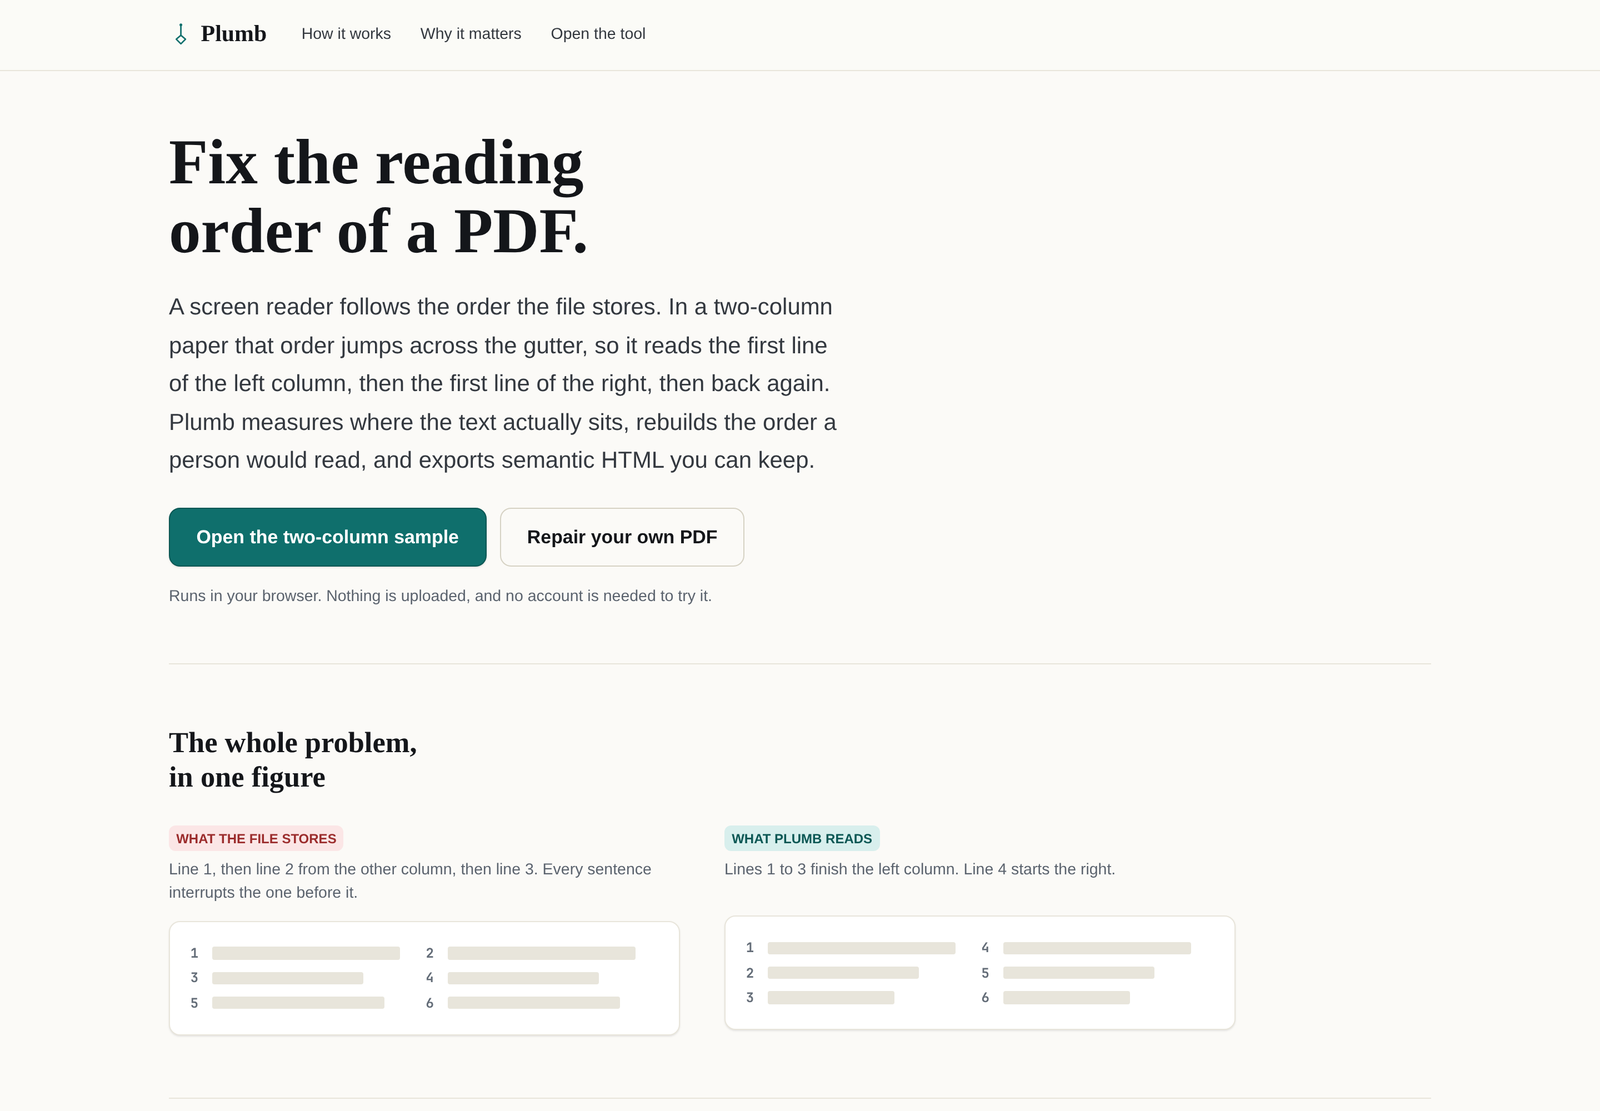 Plumb
How it works
Why it matters
Open the tool
Fix the reading
order of a PDF.
A screen reader follows the order the file stores. In a two-column
paper that order jumps across the gutter, so it reads the first line
of the left column, then the first line of the right, then back again.
Plumb measures where the text actually sits, rebuilds the order a
person would read, and exports semantic HTML you can keep.
Open the two-column sample
Repair your own PDF
Runs in your browser. Nothing is uploaded, and no account is needed to try it.
The whole problem,
in one figure
WHAT THE FILE STORES
Line 1, then line 2 from the other column, then line 3. Every sentence
interrupts the one before it.
1 2
3 4
5 6
WHAT PLUMB READS
Lines 1 to 3 finish the left column. Line 4 starts the right.
1 4
2 5
3 6